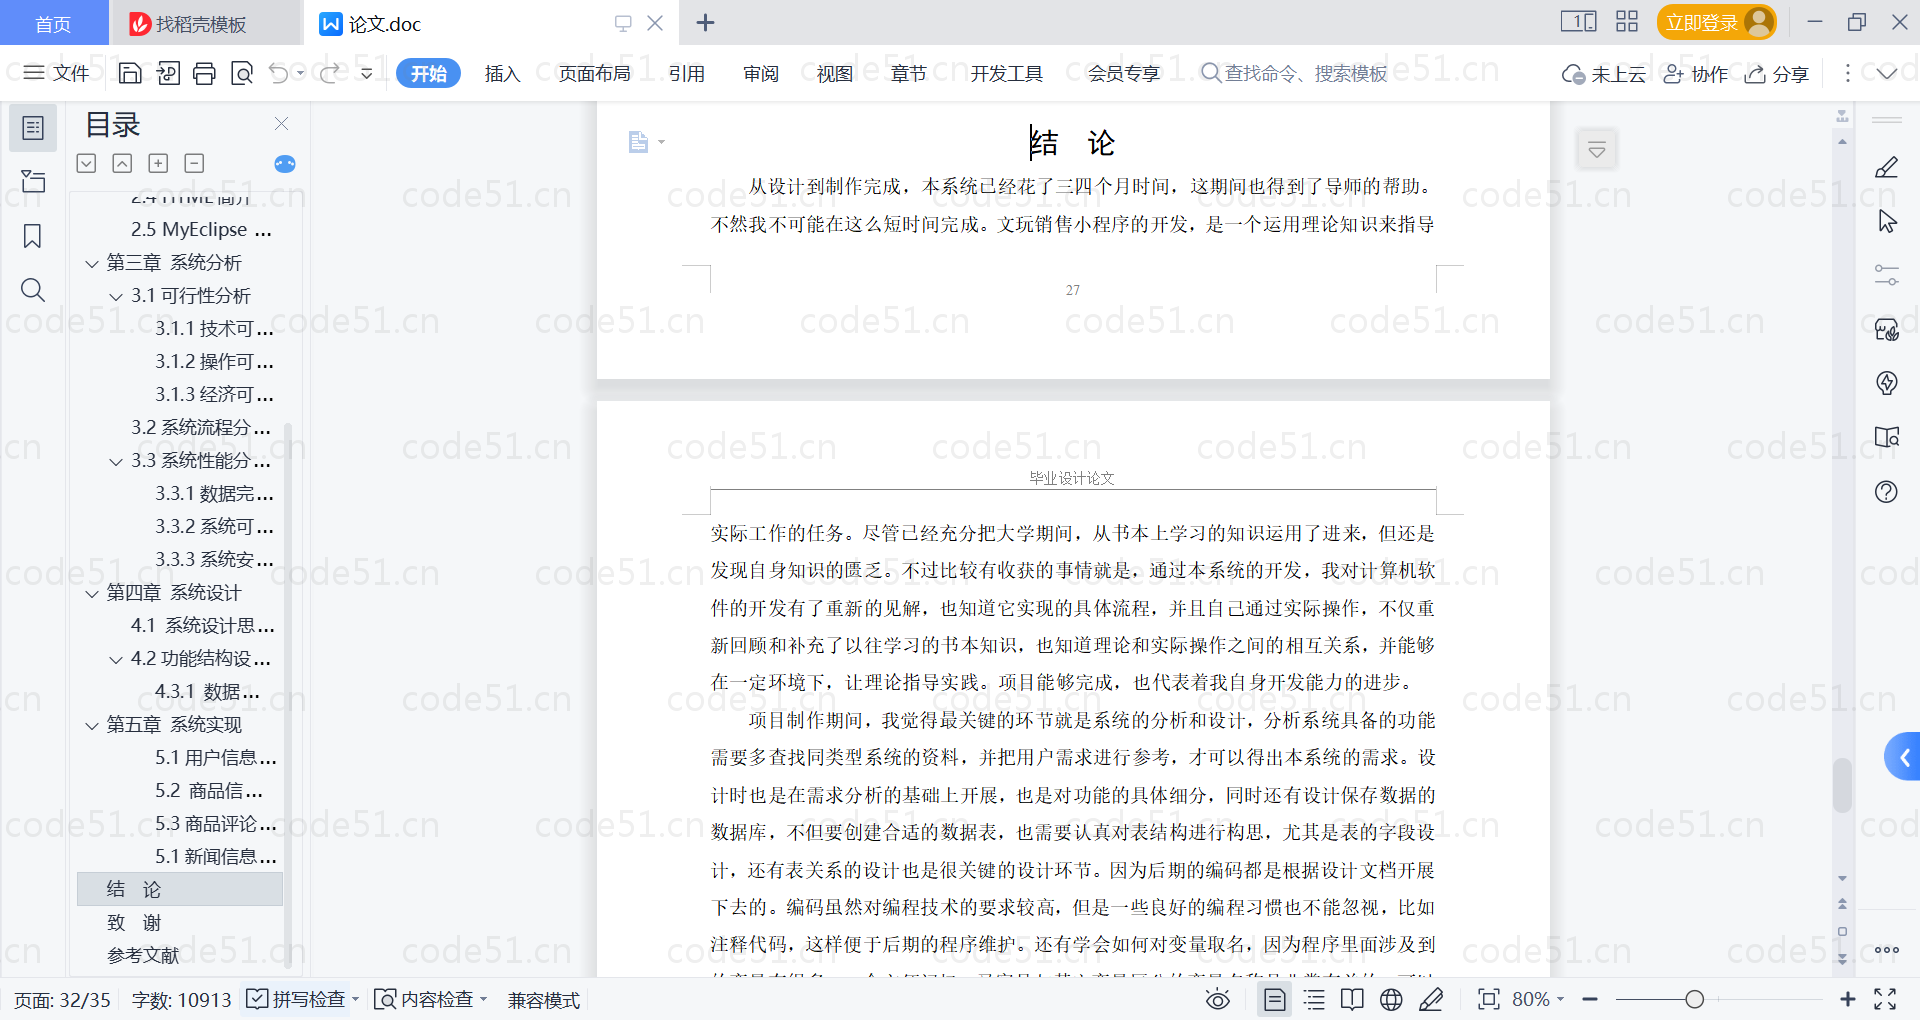 首页
找稻壳模板
论文.doc
立即登录
文件
开始
插入
页面布局
引用
审阅
视图
章节
开发工具
会员专享
查找命令、搜索模板
未上云
协作
分享
目录
2.4 HTML简介
2.5 MyEclipse ...
第三章 系统分析
3.1 可行性分析
3.1.1 技术可...
3.1.2 操作可...
3.1.3 经济可...
3.2 系统流程分...
3.3 系统性能分...
3.3.1 数据完...
3.3.2 系统可...
3.3.3 系统安...
第四章 系统设计
4.1 系统设计思...
4.2 功能结构设...
4.3.1 数据...
第五章 系统实现
5.1 用户信息...
5.2 商品信...
5.3 商品评论...
5.1 新闻信息...
结 论
致 谢
参考文献
结 论
从设计到制作完成，本系统已经花了三四个月时间，这期间也得到了导师的帮助。
不然我不可能在这么短时间完成。文玩销售小程序的开发，是一个运用理论知识来指导
27
毕业设计论文
实际工作的任务。尽管已经充分把大学期间，从书本上学习的知识运用了进来，但还是
发现自身知识的匮乏。不过比较有收获的事情就是，通过本系统的开发，我对计算机软
件的开发有了重新的见解，也知道它实现的具体流程，并且自己通过实际操作，不仅重
新回顾和补充了以往学习的书本知识，也知道理论和实际操作之间的相互关系，并能够
在一定环境下，让理论指导实践。项目能够完成，也代表着我自身开发能力的进步。
项目制作期间，我觉得最关键的环节就是系统的分析和设计，分析系统具备的功能
需要多查找同类型系统的资料，并把用户需求进行参考，才可以得出本系统的需求。设
计时也是在需求分析的基础上开展，也是对功能的具体细分，同时还有设计保存数据的
数据库，不但要创建合适的数据表，也需要认真对表结构进行构思，尤其是表的字段设
计，还有表关系的设计也是很关键的设计环节。因为后期的编码都是根据设计文档开展
下去的。编码虽然对编程技术的要求较高，但是一些良好的编程习惯也不能忽视，比如
注释代码，这样便于后期的程序维护。还有学会如何对变量取名，因为程序里面涉及到
页面: 32/35
字数: 10913
拼写检查
内容检查
兼容模式
80%
code51.cn